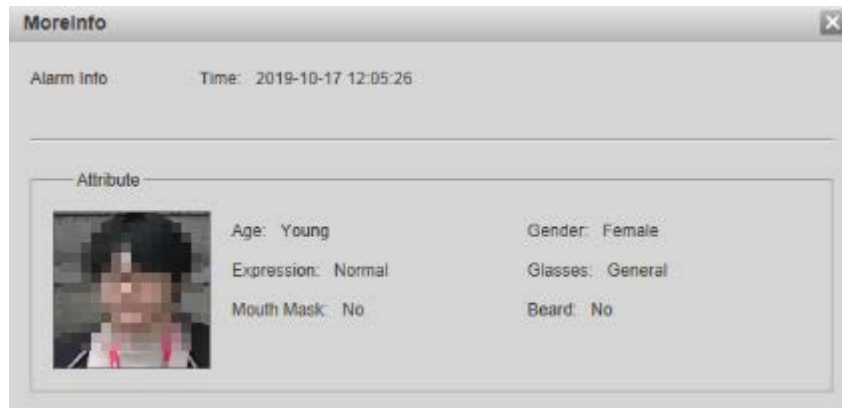 MoreInfo
Alarm Info Time: 2019-10-17 12:05:26
Attribute
Age: Young Gender: Female
Expression: Normal Glasses: General
Mouth Mask: No Beard: No